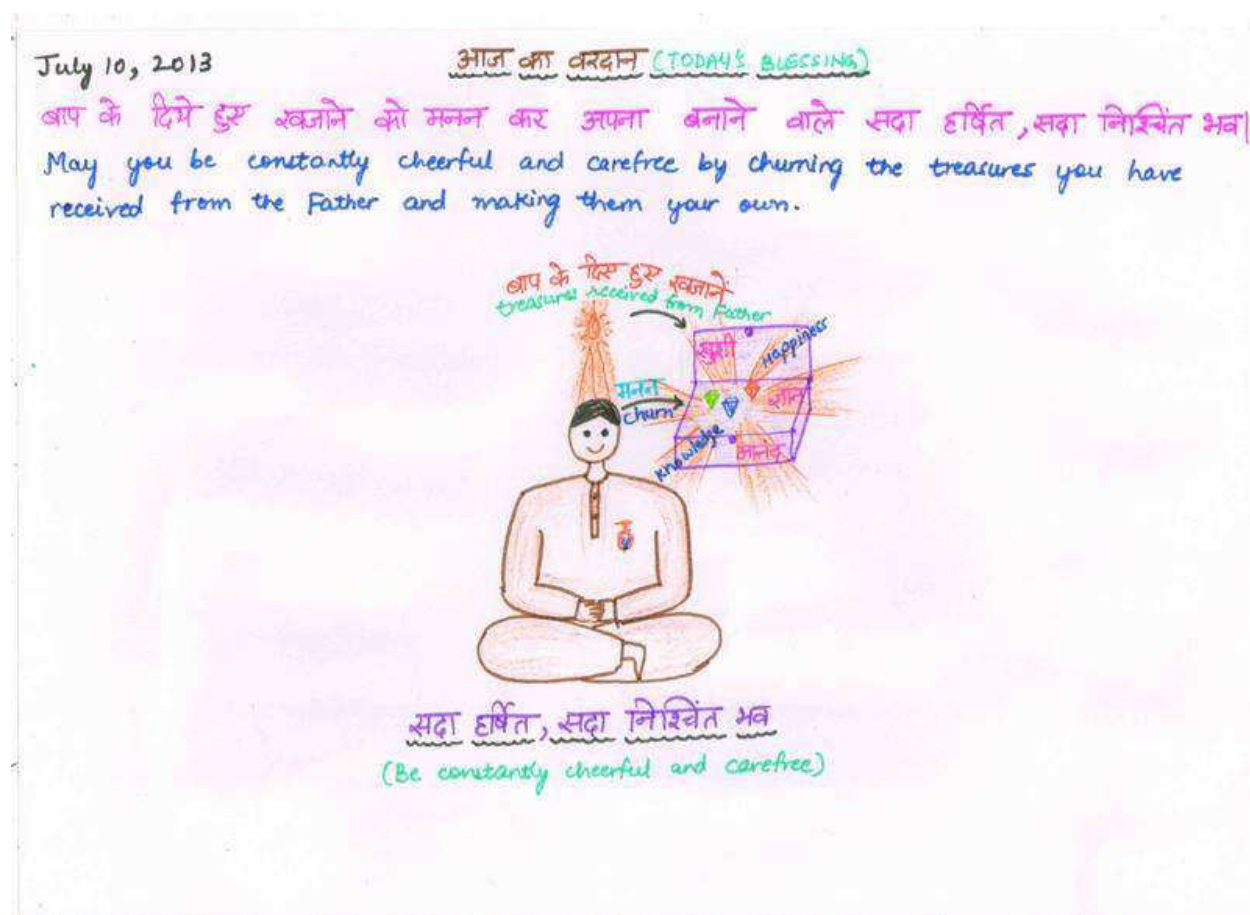 July 10, 2013
आज का वरदान (TODAY'S BLESSING)
बाप के दिये हुए खजाने को मनन कर अपना बनाने वाले सदा हर्षित, सदा निश्चिंत भव|
May you be constantly cheerful and carefree by churning the treasures you have
received from the Father and making them your own.
बाप के दिए हुए खजानें
treasures received from Father
खुशी
Happiness
मनन
churn
ज्ञान
Knowledge
आनंद
सदा हर्षित, सदा निश्चिंत भव
(Be constantly cheerful and carefree)